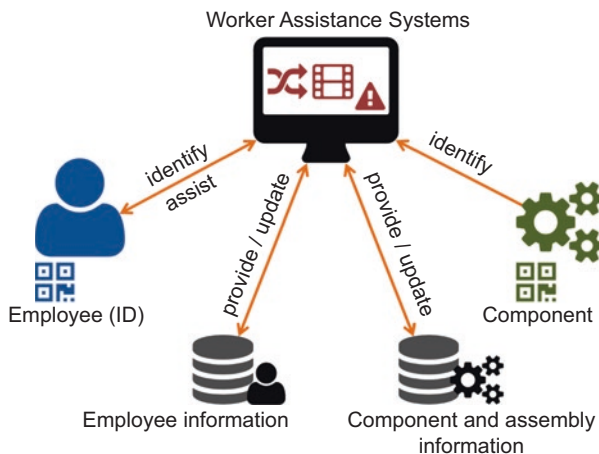 Worker Assistance Systems
identify
assist
identify
provide / update
provide / update
Employee (ID)
Component
Employee information
Component and assembly
information